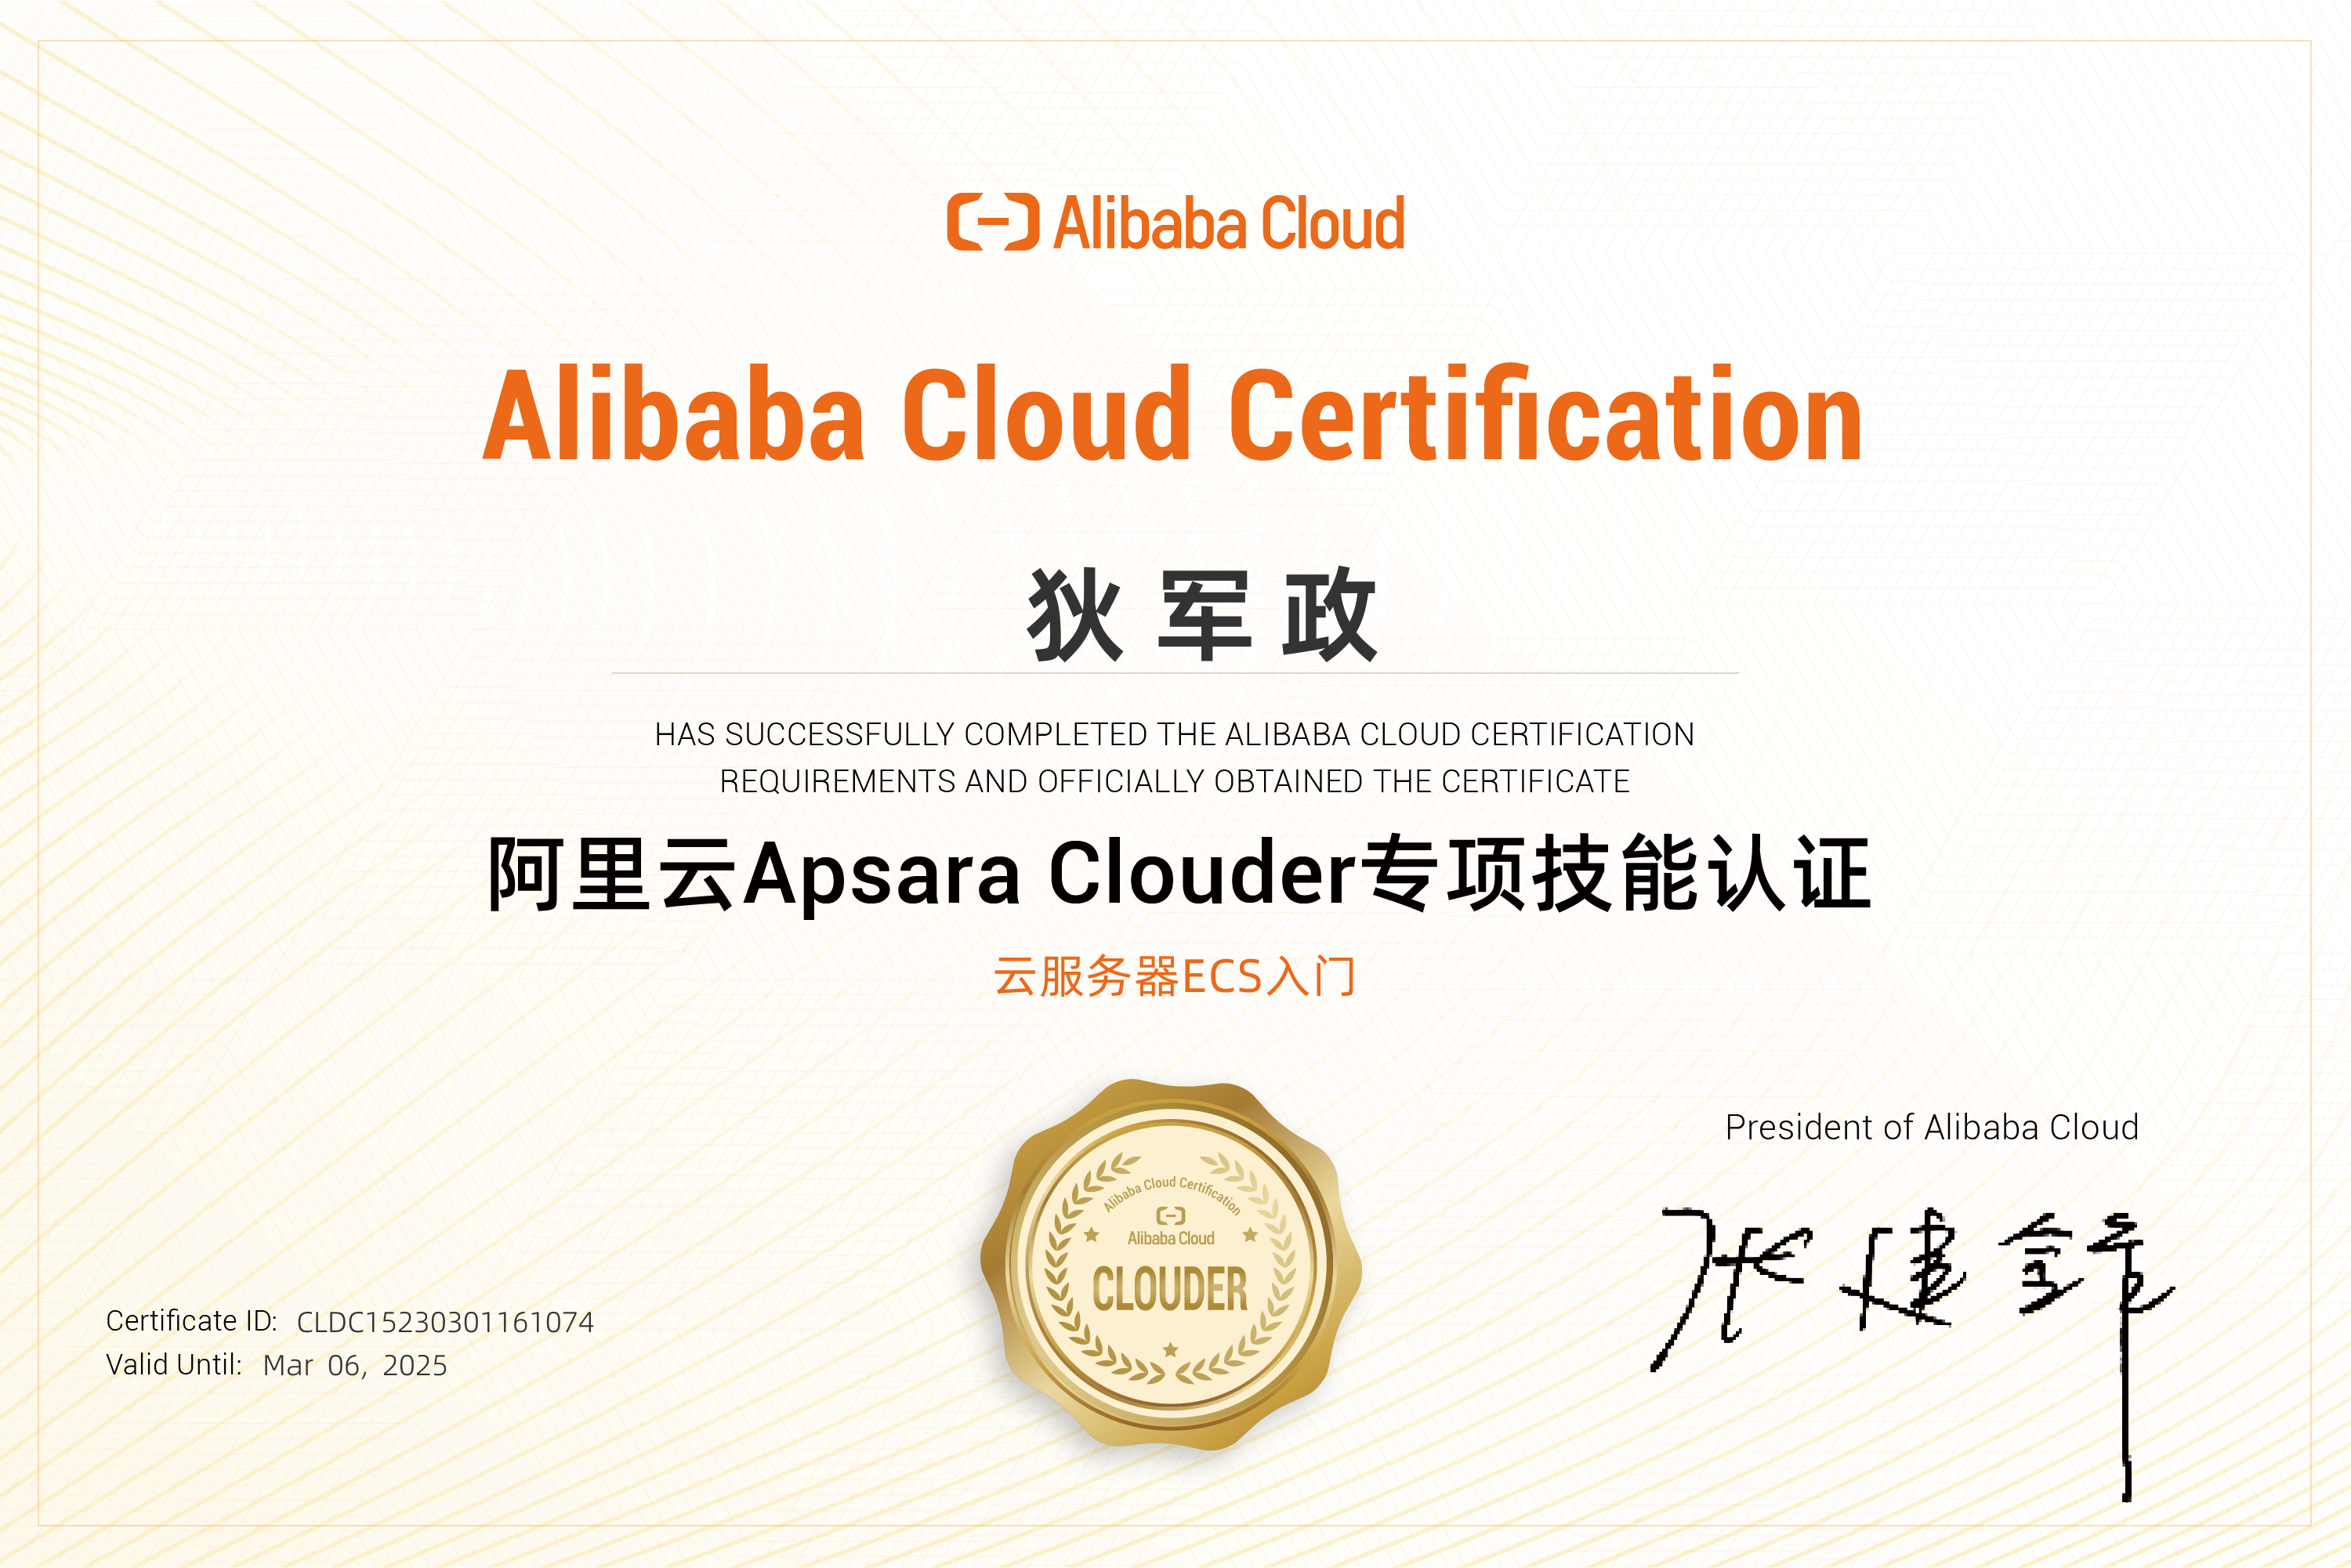 Alibaba Cloud
Alibaba Cloud Certification
狄军政
HAS SUCCESSFULLY COMPLETED THE ALIBABA CLOUD CERTIFICATION
REQUIREMENTS AND OFFICIALLY OBTAINED THE CERTIFICATE
阿里云Apsara Clouder专项技能认证
云服务器ECS入门
Alibaba Cloud Certification
Alibaba Cloud
CLOUDER
President of Alibaba Cloud
Certificate ID: CLDC15230301161074
Valid Until: Mar 06, 2025